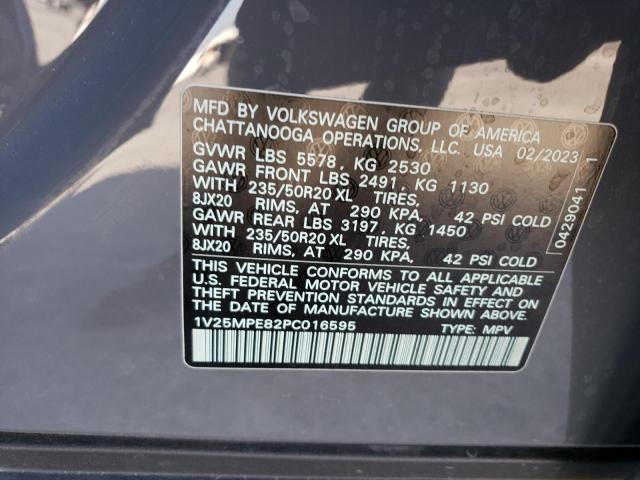 MFD BY VOLKSWAGEN GROUP OF AMERICA
CHATTANOOGA OPERATIONS, LLC. USA 02/2023
GVWR LBS 5578, KG 2530
GAWR FRONT LBS 2491, KG 1130
WITH 235/50R20 XL TIRES,
8JX20 RIMS, AT 290 KPA, 42 PSI COLD
GAWR REAR LBS 3197, KG 1450
WITH 235/50R20 XL TIRES,
8JX20 RIMS, AT 290 KPA, 42 PSI COLD
THIS VEHICLE CONFORMS TO ALL APPLICABLE
U.S. FEDERAL MOTOR VEHICLE SAFETY AND
THEFT PREVENTION STANDARDS IN EFFECT ON
THE DATE OF MANUFACTURE SHOWN ABOVE.
1V25MPE82PC016595 TYPE: MPV
0429041 1